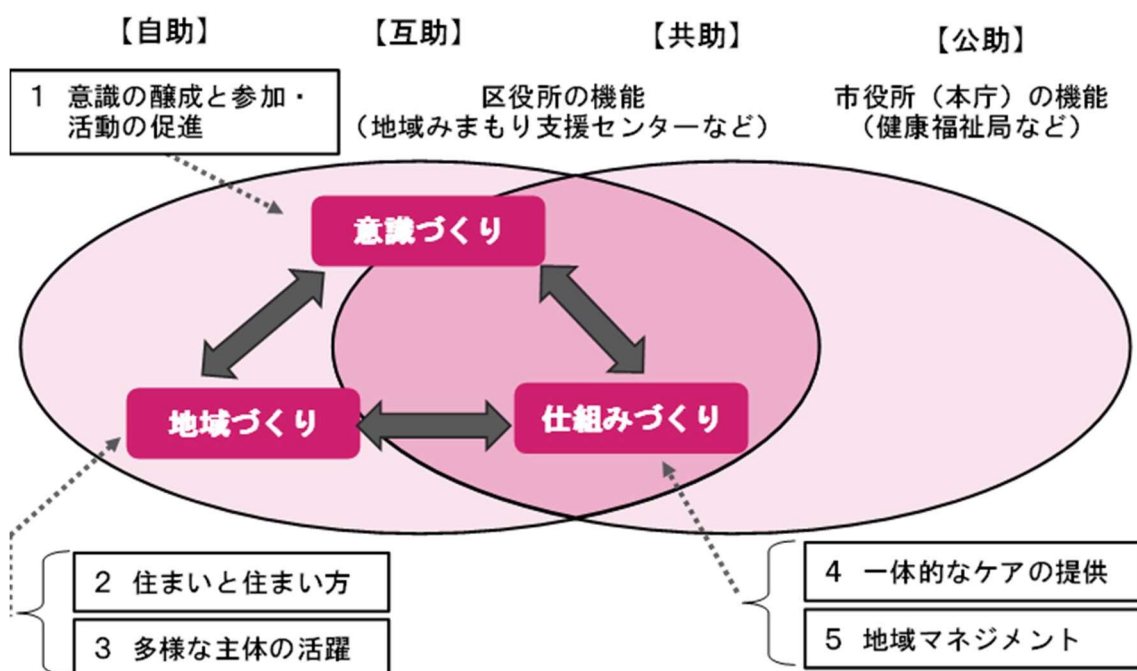 【自助】
【互助】
【共助】
【公助】
1 意識の醸成と参加・
活動の促進
区役所の機能
（地域みまもり支援センターなど）
市役所（本庁）の機能
（健康福祉局など）
意識づくり
地域づくり
仕組みづくり
2 住まいと住まい方
3 多様な主体の活躍
4 一体的なケアの提供
5 地域マネジメント